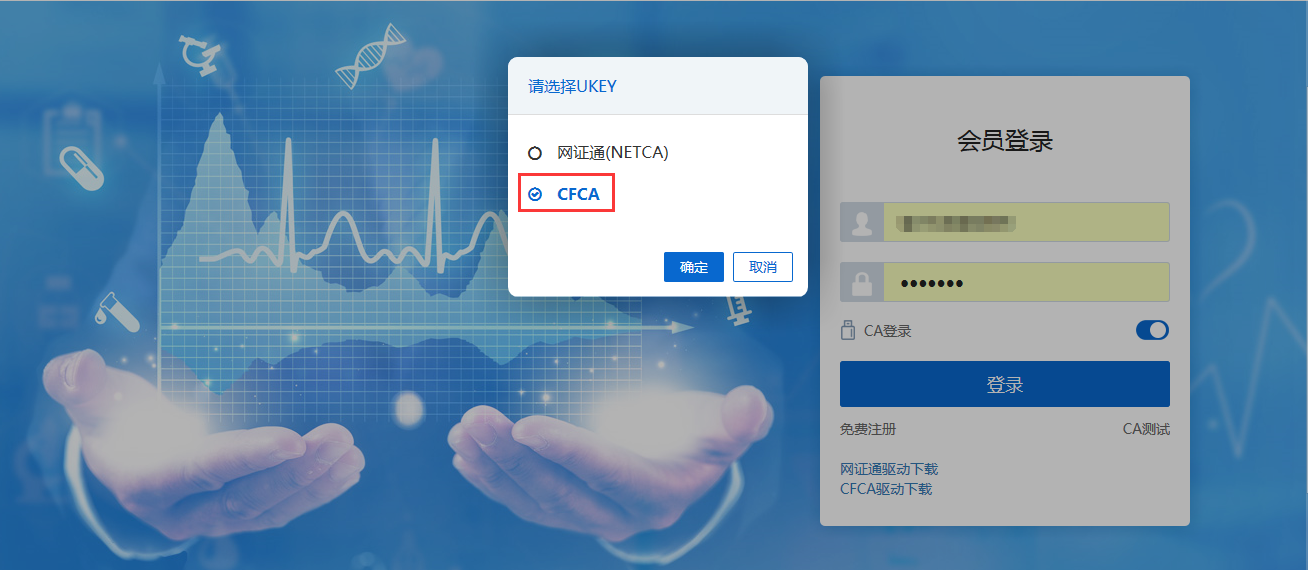 请选择UKEY
网证通(NETCA)
CFCA
确定
取消
会员登录
•••••••
CA登录
登录
免费注册
CA测试
网证通驱动下载
CFCA驱动下载